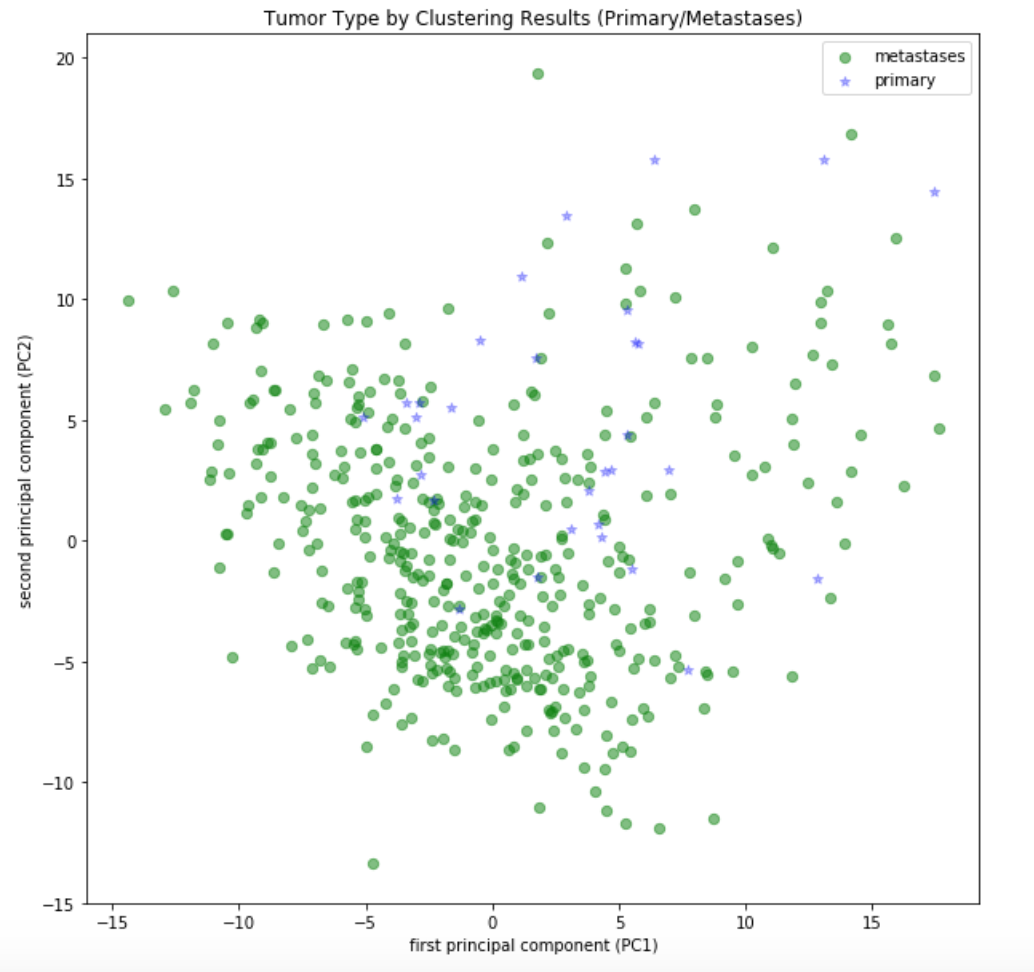 Tumor Type by Clustering Results (Primary/Metastases)
metastases
primary
20
15
10
5
0
−5
−10
−15
second principal component (PC2)
−15 −10 −5 0 5 10 15
first principal component (PC1)